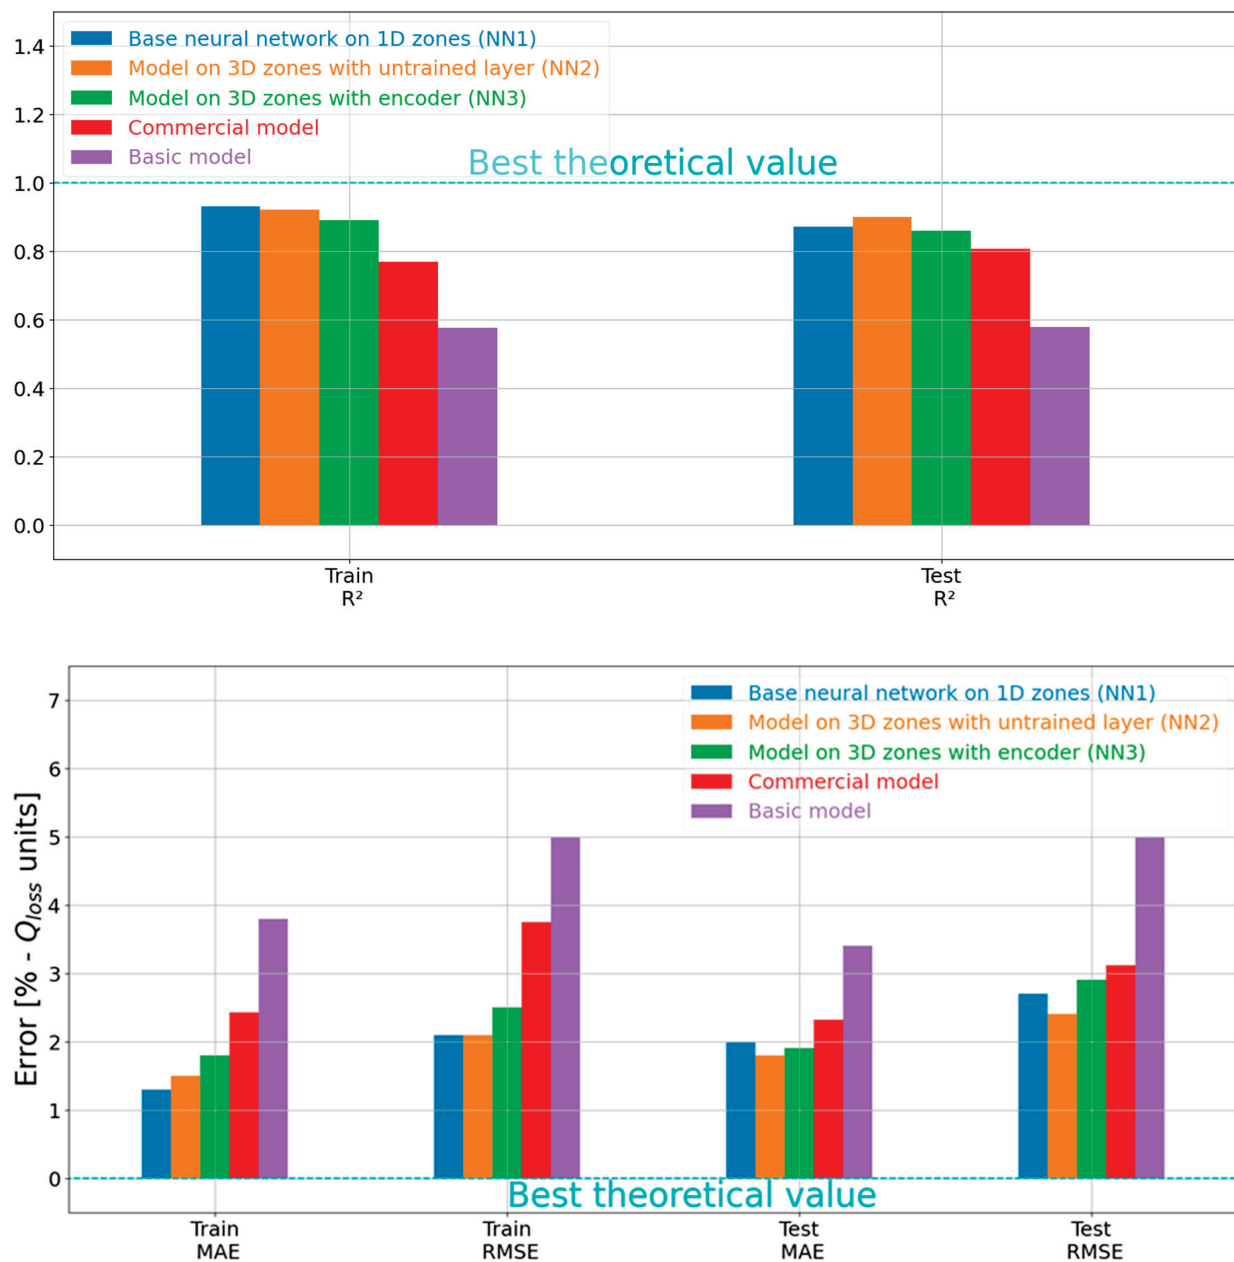 1.4
1.2
1.0
0.8
0.6
0.4
0.2
0.0
Base neural network on 1D zones (NN1)
Model on 3D zones with untrained layer (NN2)
Model on 3D zones with encoder (NN3)
Commercial model
Basic model
Best theoretical value
Train
R²
Test
R²
Error [% - Qloss units]
7
6
5
4
3
2
1
0
Base neural network on 1D zones (NN1)
Model on 3D zones with untrained layer (NN2)
Model on 3D zones with encoder (NN3)
Commercial model
Basic model
Best theoretical value
Train
MAE
Train
RMSE
Test
MAE
Test
RMSE